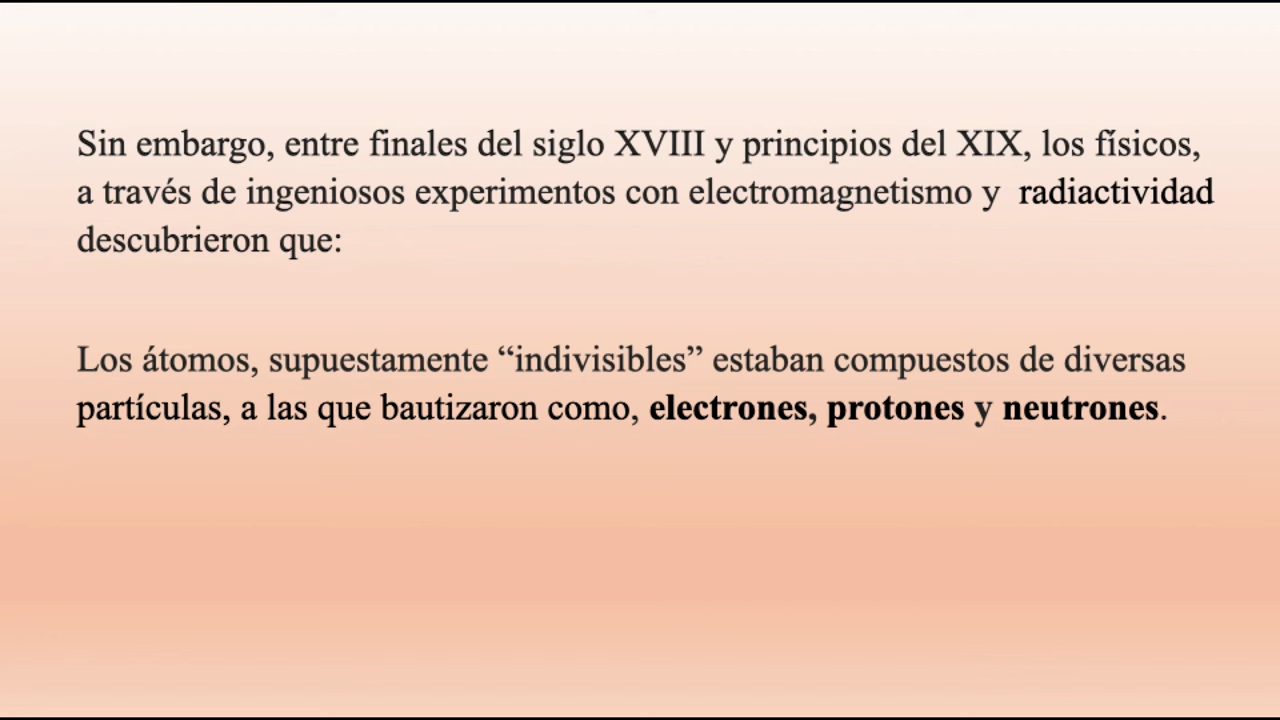 Sin embargo, entre finales del siglo XVIII y principios del XIX, los físicos,
a través de ingeniosos experimentos con electromagnetismo y  radiactividad
descubrieron que:
Los átomos, supuestamente “indivisibles” estaban compuestos de diversas
partículas, a las que bautizaron como, electrones, protones y neutrones.